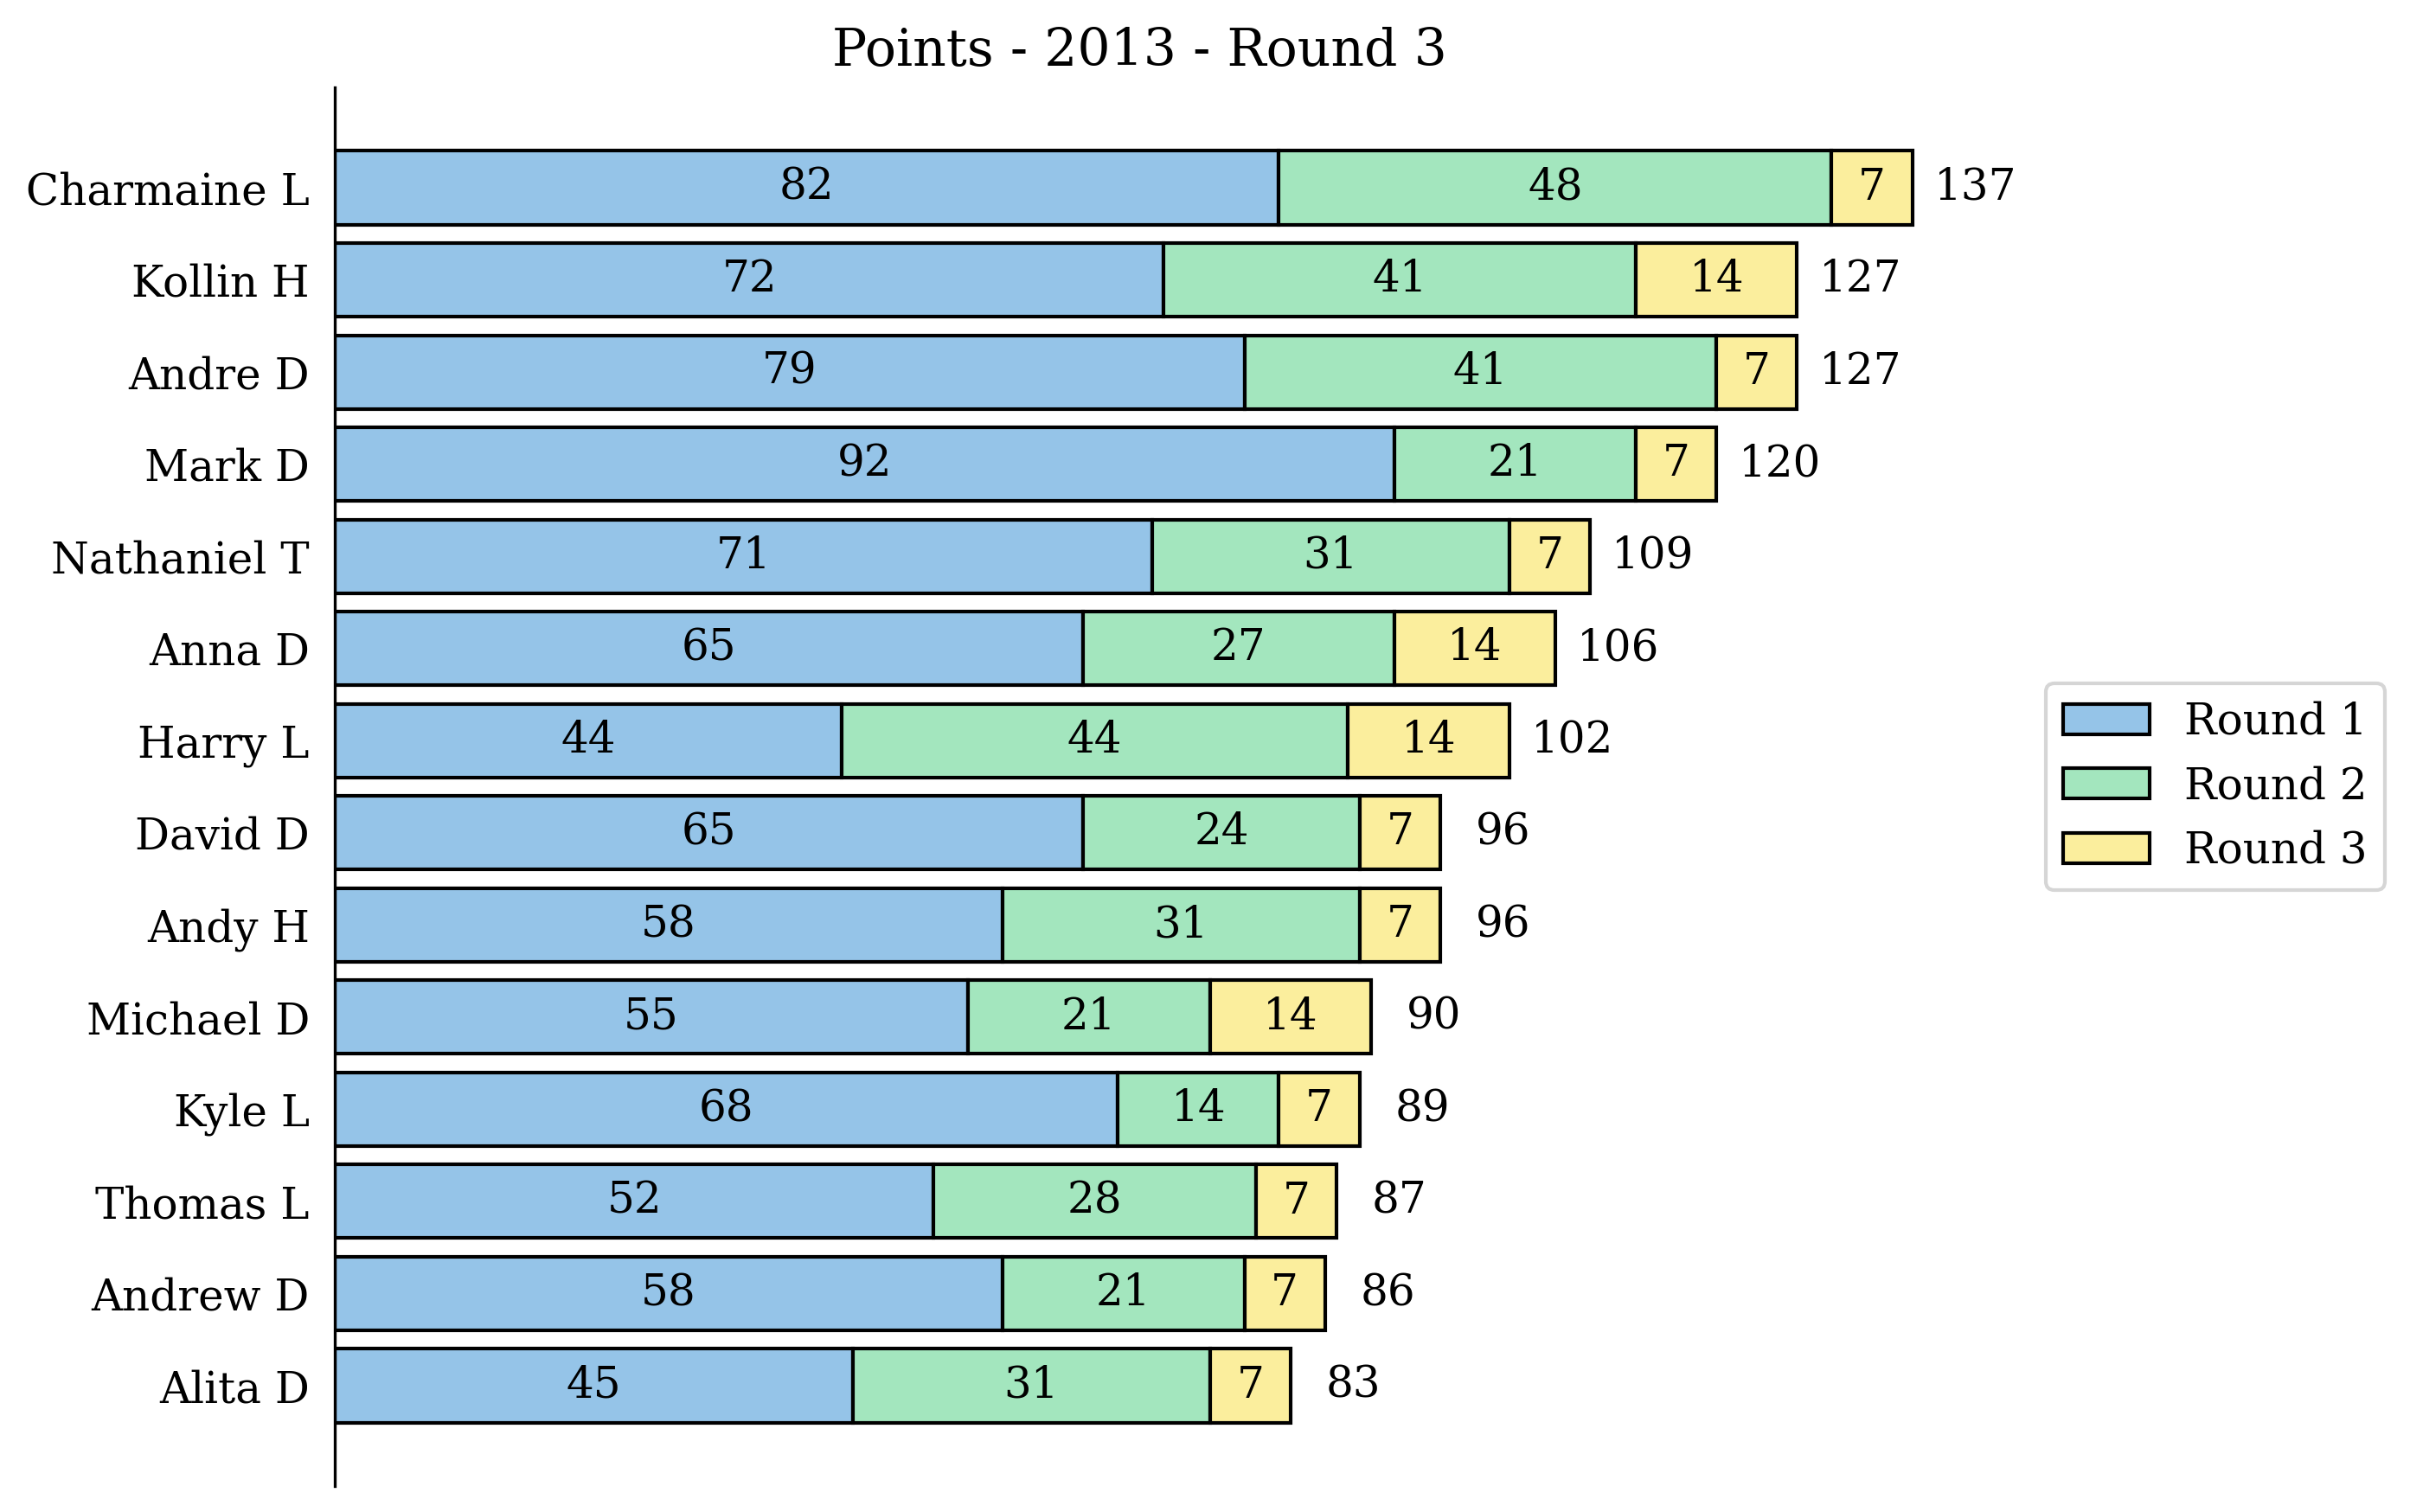 Points - 2013 - Round 3
Charmaine L 82 48 7 137
Kollin H 72 41 14 127
Andre D 79 41 7 127
Mark D 92 21 7 120
Nathaniel T 71 31 7 109
Anna D 65 27 14 106
Harry L 44 44 14 102
David D 65 24 7 96
Andy H 58 31 7 96
Michael D 55 21 14 90
Kyle L 68 14 7 89
Thomas L 52 28 7 87
Andrew D 58 21 7 86
Alita D 45 31 7 83
Round 1
Round 2
Round 3